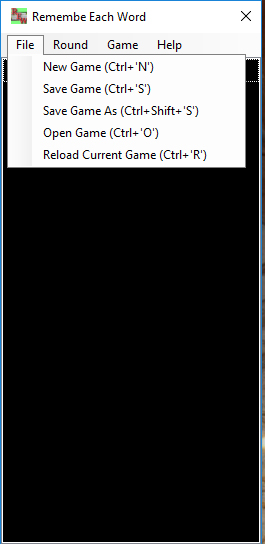 Remembe Each Word
File Round Game Help
New Game (Ctrl+'N')
Save Game (Ctrl+'S')
Save Game As (Ctrl+Shift+'S')
Open Game (Ctrl+'O')
Reload Current Game (Ctrl+'R')